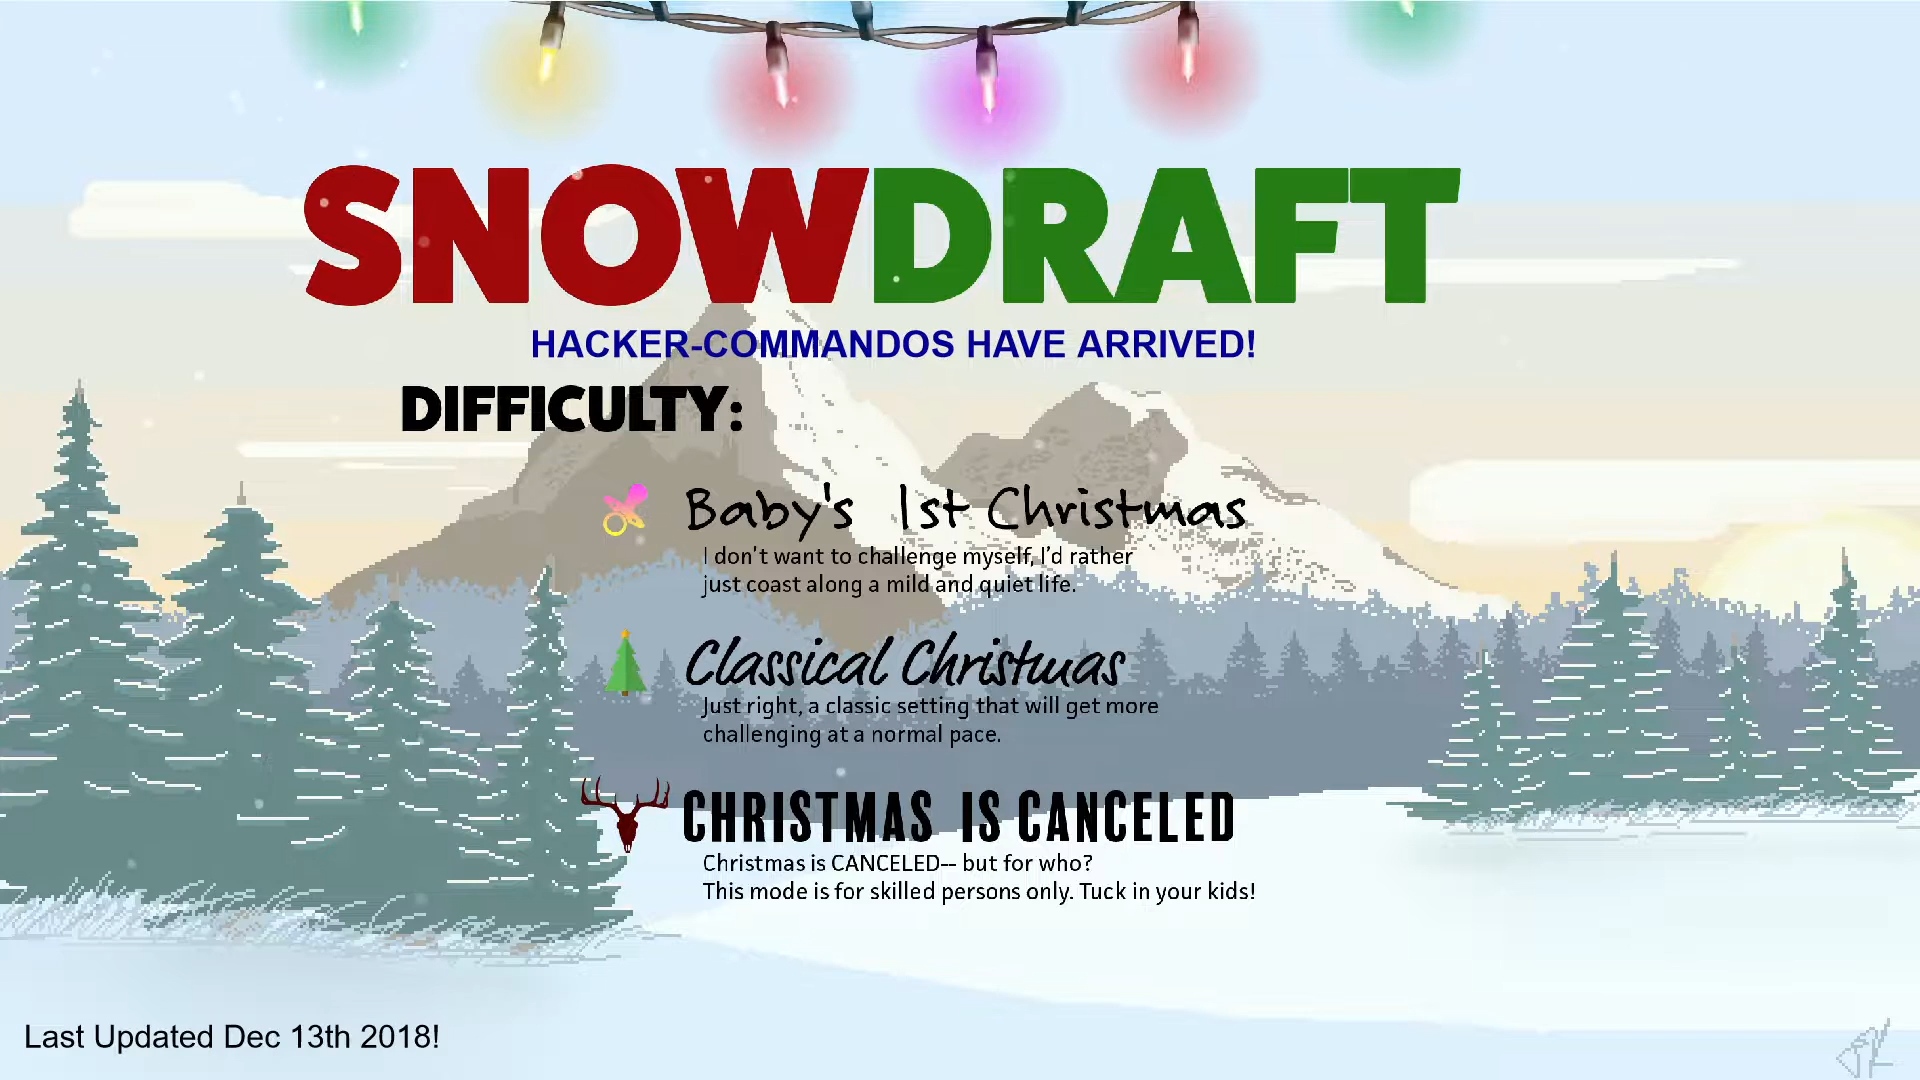 SNOWDRAFT
HACKER-COMMANDOS HAVE ARRIVED!
DIFFICULTY:
Baby's 1st Christmas
I don't want to challenge myself, I'd rather
just coast along a mild and quiet life.
Classical Christmas
Just right, a classic setting that will get more
challenging at a normal pace.
CHRISTMAS IS CANCELED
Christmas is CANCELED-- but for who?
This mode is for skilled persons only. Tuck in your kids!
Last Updated Dec 13th 2018!